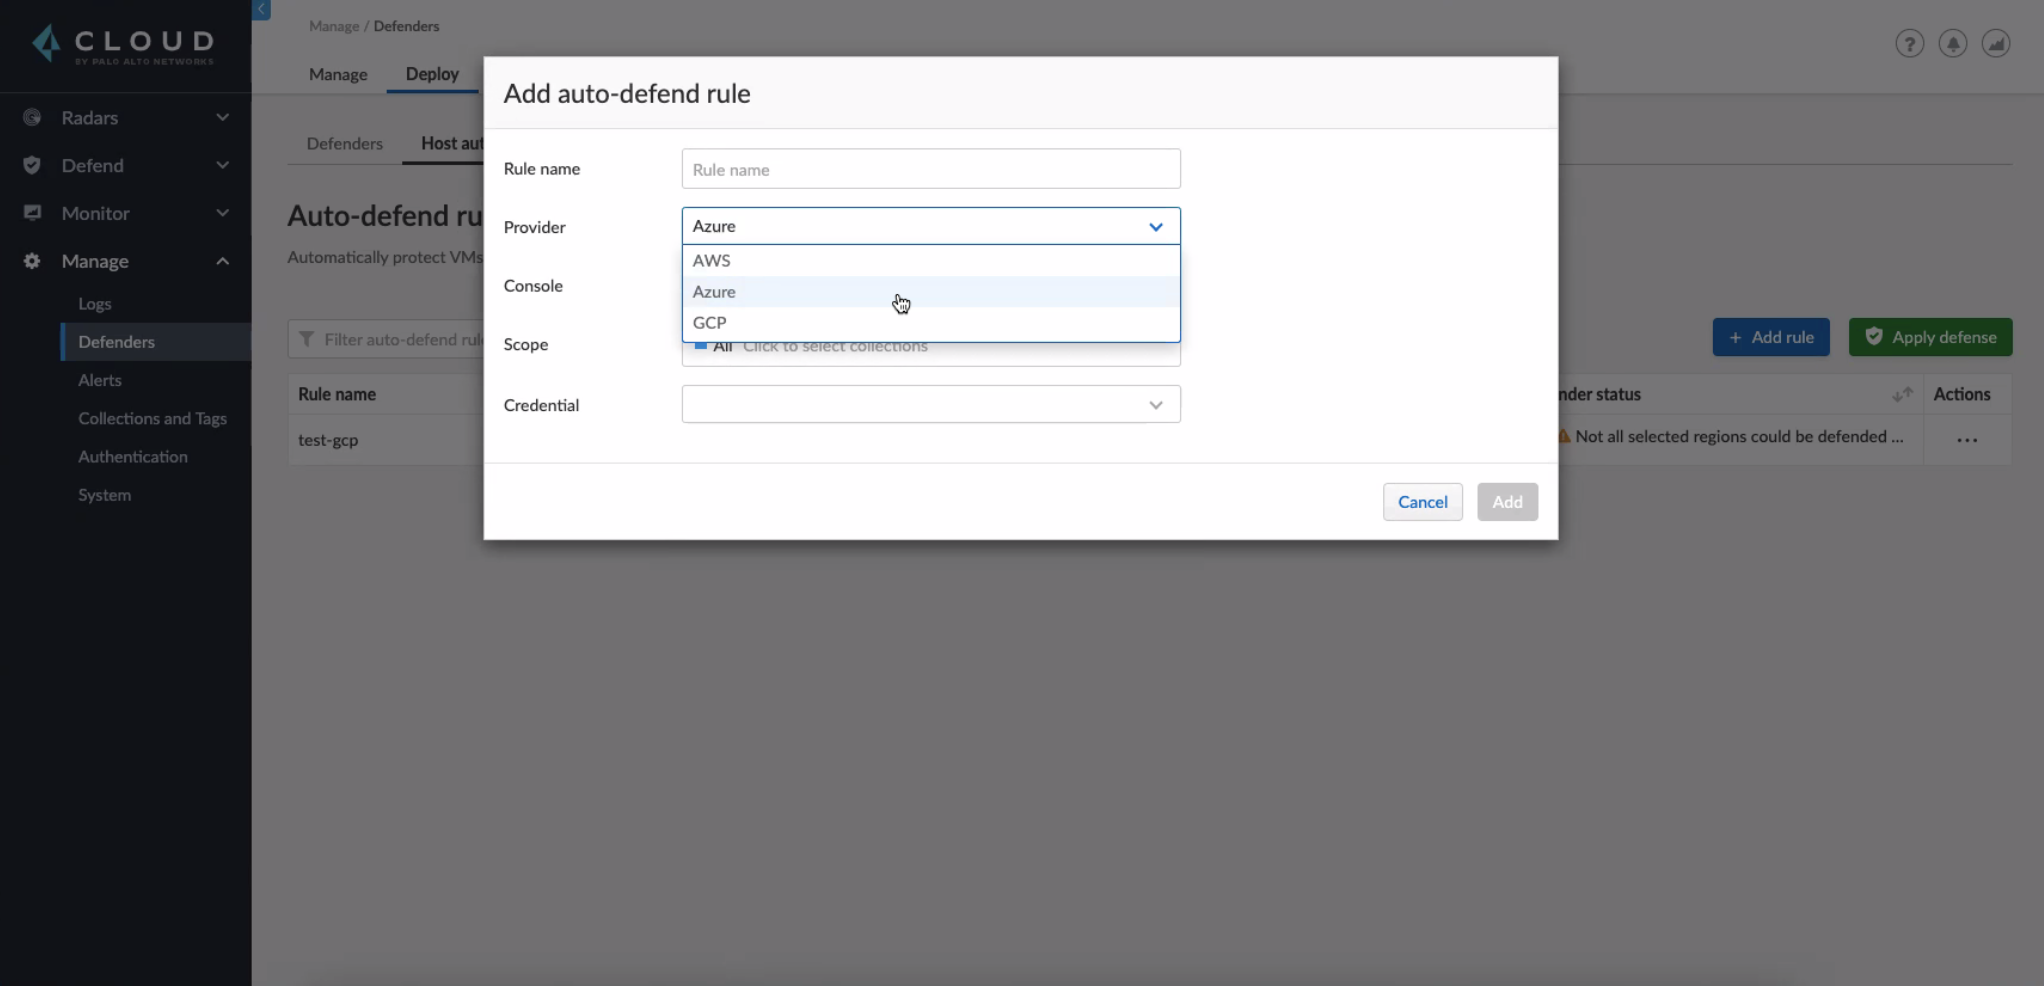 CLOUD
BY PALO ALTO NETWORKS
Radars
Defend
Monitor
Manage
Logs
Defenders
Alerts
Collections and Tags
Authentication
System
Manage / Defenders
Manage
Deploy
Defenders
Host aut
Auto-defend ru
Automatically protect VMs
Filter auto-defend rul
+ Add rule
Apply defense
Rule name
nder status
Actions
test-gcp
Not all selected regions could be defended ...
...
Add auto-defend rule
Rule name
Rule name
Provider
Azure
AWS
Azure
GCP
Console
Scope
All Click to select collections
Credential
Cancel
Add